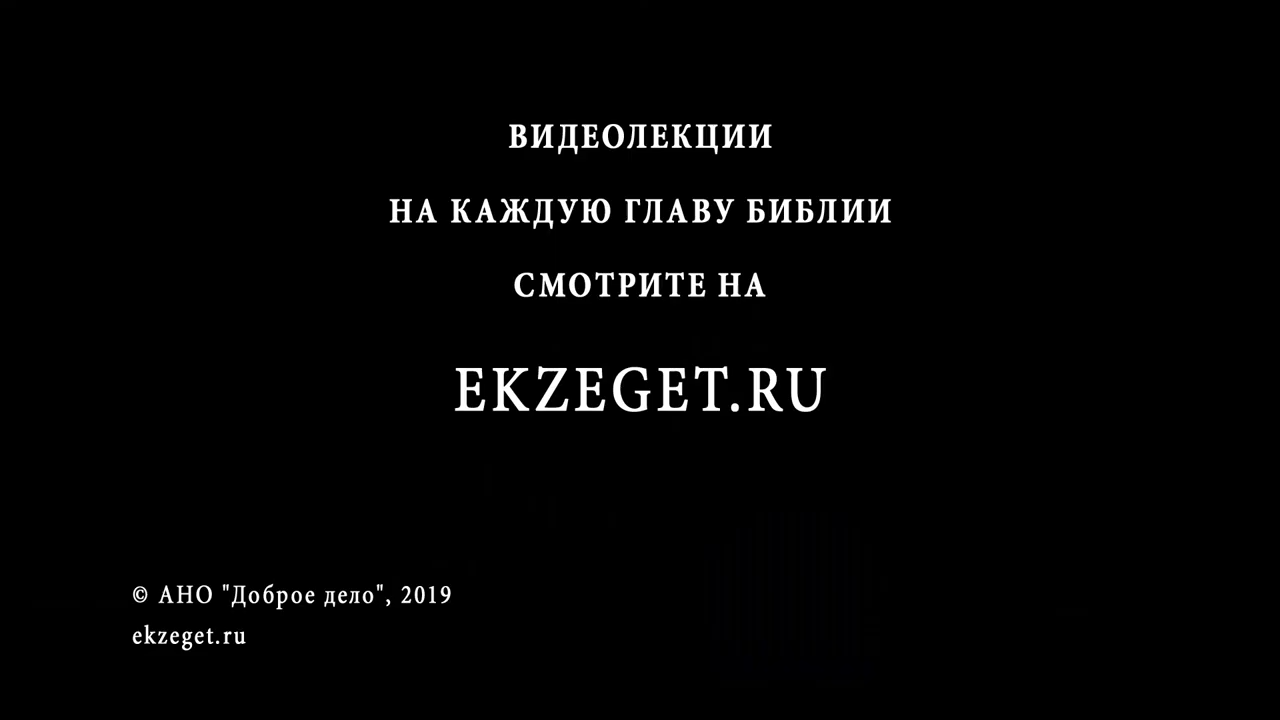 ВИДЕОЛЕКЦИИ
НА КАЖДУЮ ГЛАВУ БИБЛИИ
СМОТРИТЕ НА
EKZEGET.RU
© АНО "Доброе дело", 2019
ekzeget.ru